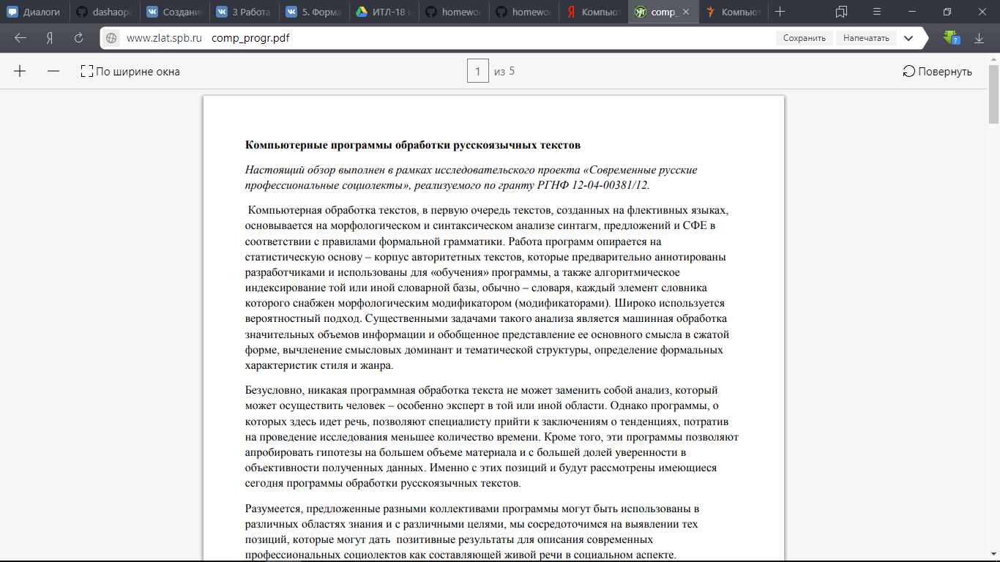 Диалоги
dashaopa
Создани
3 Работа
5. Форма
ИТЛ-18 и
homewor
homewor
Компьют
comp_
Компьют
www.zlat.spb.ru comp_progr.pdf
Сохранить
Напечатать
По ширине окна
1 из 5
Повернуть
Компьютерные программы обработки русскоязычных текстов
Настоящий обзор выполнен в рамках исследовательского проекта «Современные русские
профессиональные социолекты», реализуемого по гранту РГНФ 12-04-00381/12.
Компьютерная обработка текстов, в первую очередь текстов, созданных на флективных языках,
основывается на морфологическом и синтаксическом анализе синтагм, предложений и СФЕ в
соответствии с правилами формальной грамматики. Работа программ опирается на
статистическую основу – корпус авторитетных текстов, которые предварительно аннотированы
разработчиками и использованы для «обучения» программы, а также алгоритмическое
индексирование той или иной словарной базы, обычно – словаря, каждый элемент словника
которого снабжен морфологическим модификатором (модификаторами). Широко используется
вероятностный подход. Существенными задачами такого анализа является машинная обработка
значительных объемов информации и обобщенное представление ее основного смысла в сжатой
форме, вычленение смысловых доминант и тематической структуры, определение формальных
характеристик стиля и жанра.
Безусловно, никакая программная обработка текста не может заменить собой анализ, который
может осуществить человек – особенно эксперт в той или иной области. Однако программы, о
которых здесь идет речь, позволяют специалисту прийти к заключениям о тенденциях, потратив
на проведение исследования меньшее количество времени. Кроме того, эти программы позволяют
апробировать гипотезы на большем объеме материала и с большей долей уверенности в
объективности полученных данных. Именно с этих позиций и будут рассмотрены имеющиеся
сегодня программы обработки русскоязычных текстов.
Разумеется, предложенные разными коллективами программы могут быть использованы в
различных областях знания и с различными целями, мы сосредоточимся на выявлении тех
позиций, которые могут дать позитивные результаты для описания современных
профессиональных социолектов как составляющей живой речи в социальном аспекте.